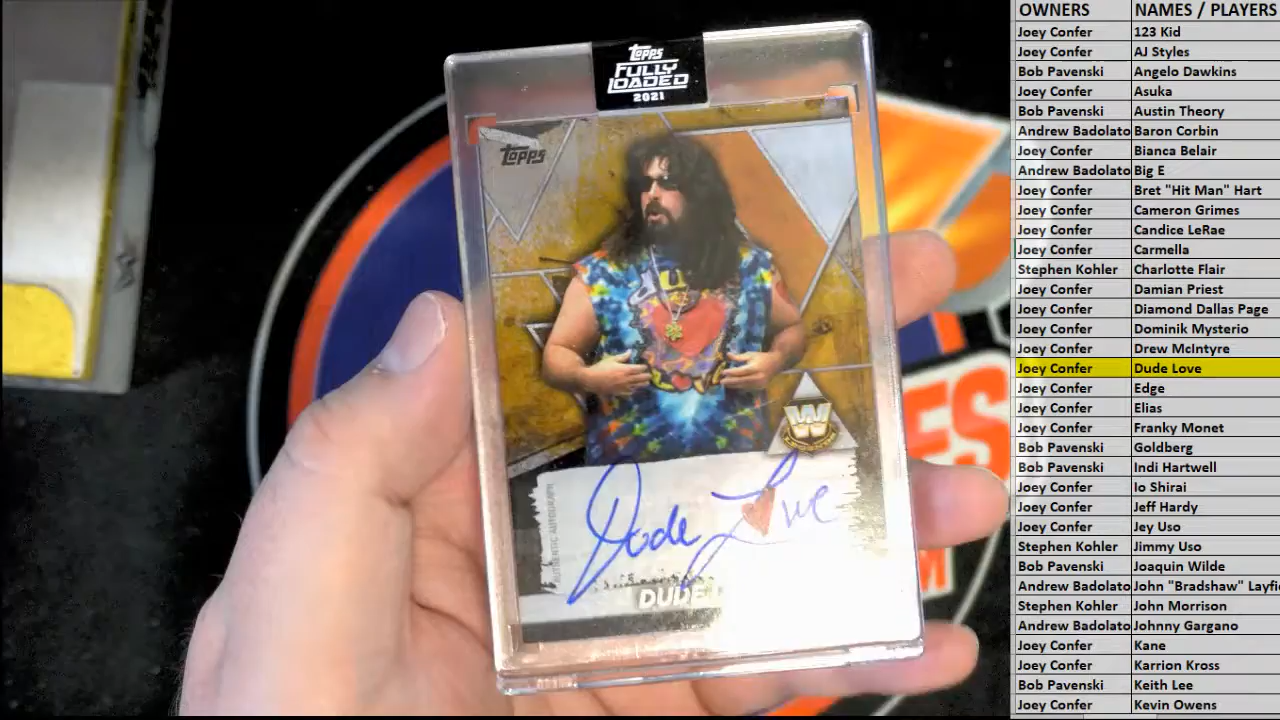 Topps
FULLY
LOADED
2021
Topps
du
LEGENDS
AUTHENTIC AUTOGRAPH
Dude Love
DUDE
OWNERS NAMES / PLAYERS
Joey Confer 123 Kid
Joey Confer AJ Styles
Bob Pavenski Angelo Dawkins
Joey Confer Asuka
Bob Pavenski Austin Theory
Andrew Badolato Baron Corbin
Joey Confer Bianca Belair
Andrew Badolato Big E
Joey Confer Bret "Hit Man" Hart
Joey Confer Cameron Grimes
Joey Confer Candice LeRae
Joey Confer Carmella
Stephen Kohler Charlotte Flair
Joey Confer Damian Priest
Joey Confer Diamond Dallas Page
Joey Confer Dominik Mysterio
Joey Confer Drew McIntyre
Joey Confer Dude Love
Joey Confer Edge
Joey Confer Elias
Joey Confer Franky Monet
Bob Pavenski Goldberg
Bob Pavenski Indi Hartwell
Joey Confer Io Shirai
Joey Confer Jeff Hardy
Joey Confer Jey Uso
Stephen Kohler Jimmy Uso
Bob Pavenski Joaquin Wilde
Andrew Badolato John "Bradshaw" Layfi
Stephen Kohler John Morrison
Andrew Badolato Johnny Gargano
Joey Confer Kane
Joey Confer Karrion Kross
Bob Pavenski Keith Lee
Joey Confer Kevin Owens